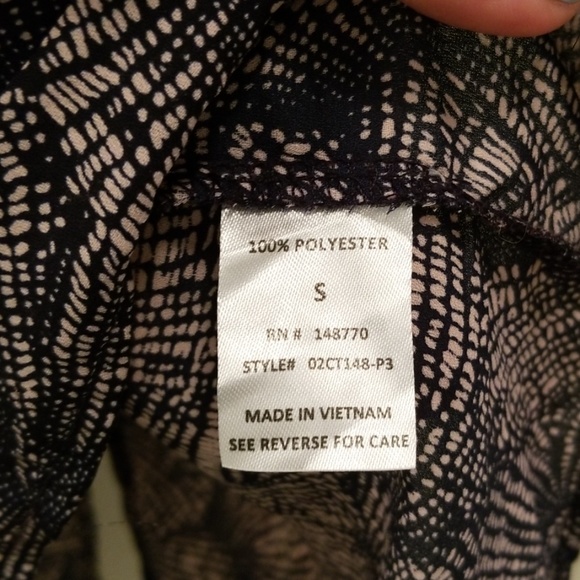 100% POLYESTER
S
RN # 148770
STYLE# 02CT148-P3
MADE IN VIETNAM
SEE REVERSE FOR CARE